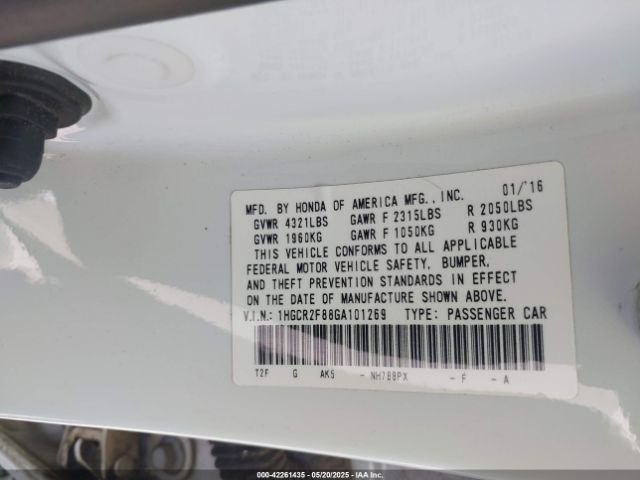 MFD. BY HONDA OF AMERICA MFG., INC. 01/'16
GVWR 4321LBS GAWR F 2315LBS R 2050LBS
GVWR 1960KG GAWR F 1050KG R 930KG
THIS VEHICLE CONFORMS TO ALL APPLICABLE
FEDERAL MOTOR VEHICLE SAFETY, BUMPER,
AND THEFT PREVENTION STANDARDS IN EFFECT
ON THE DATE OF MANUFACTURE SHOWN ABOVE.
V.I.N.: 1HGCR2F88GA101269 TYPE: PASSENGER CAR
T2F G AK5 - NH788PX - F - A
000-42261435 — 05/20/2025 — IAAI INC. COPYRIGHT